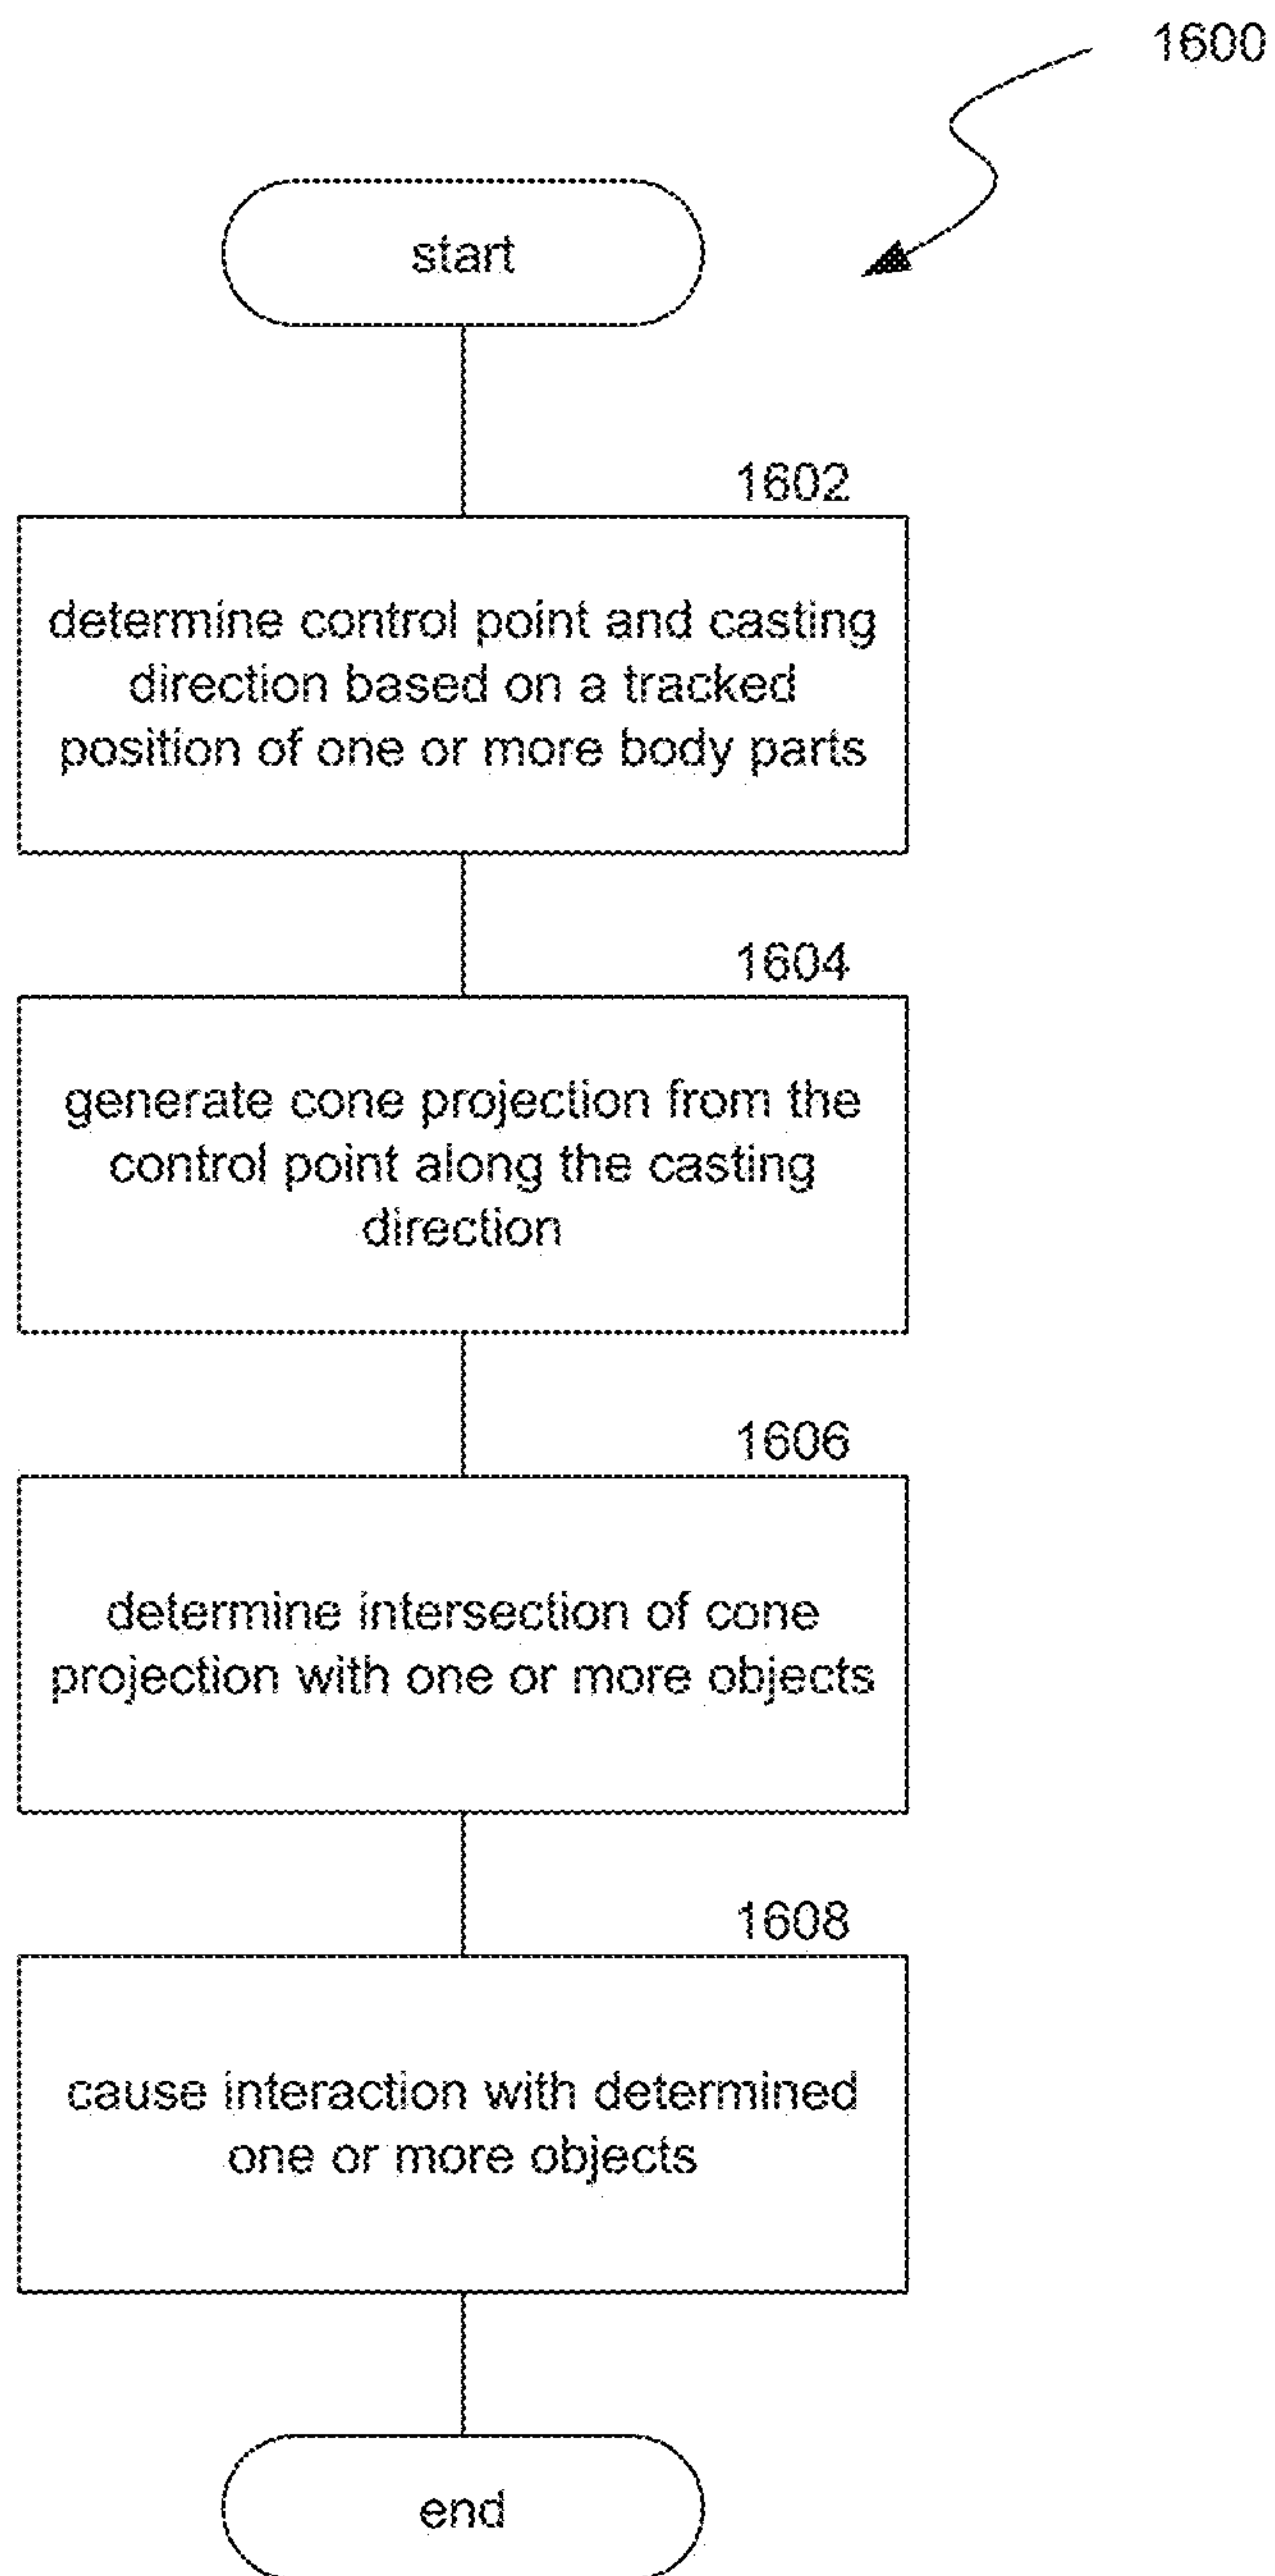 1600
start
1602
determine control point and casting
direction based on a tracked
position of one or more body parts
1604
generate cone projection from the
control point along the casting
direction
1606
determine intersection of cone
projection with one or more objects
1608
cause interaction with determined
one or more objects
end